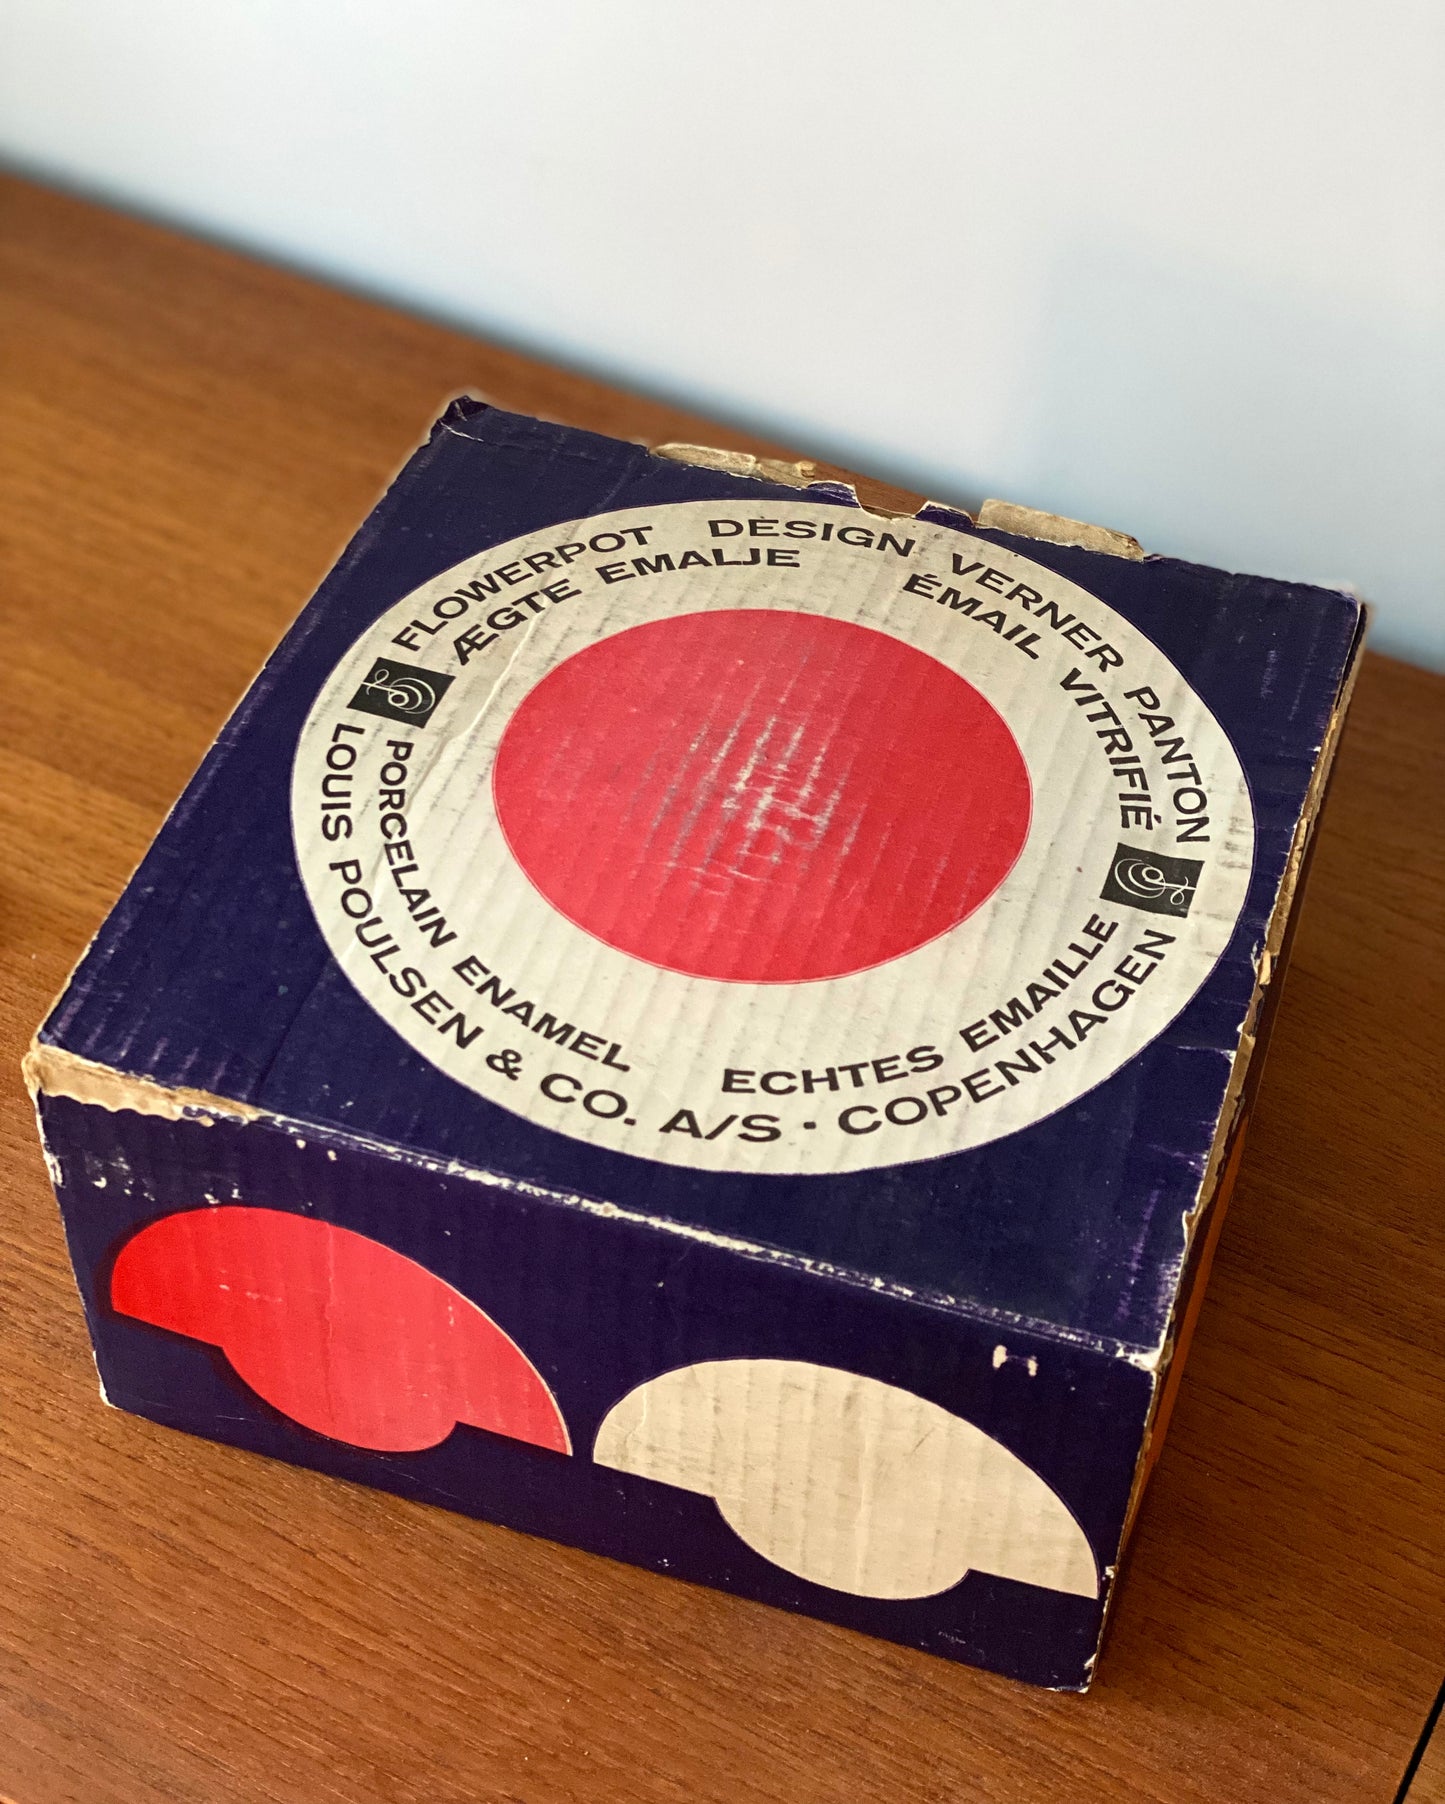 FLOWERPOT DESIGN VERNER PANTON
ÆGTE EMALJE ÉMAIL VITRIFIÉ
PORCELAIN ENAMEL ECHTES EMAILLE
LOUIS POULSEN & CO. A/S · COPENHAGEN